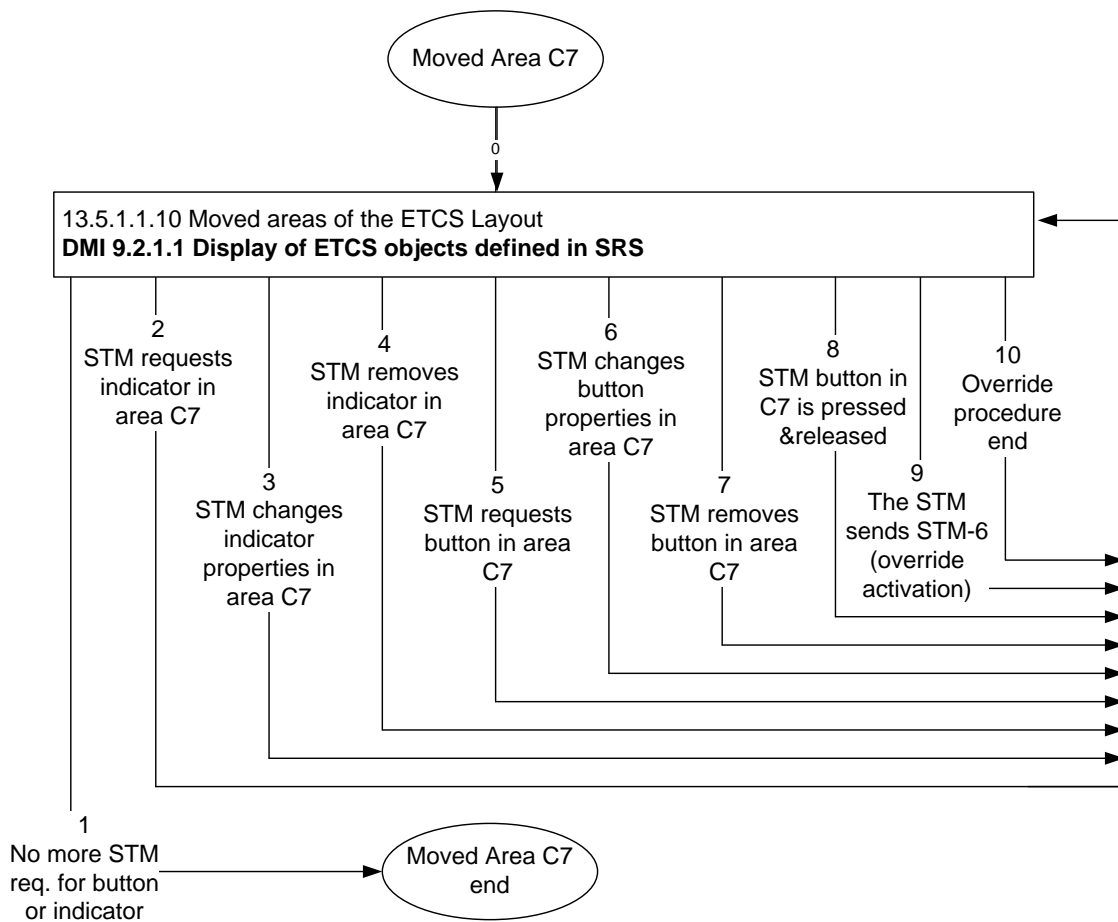 Moved Area C7
0
13.5.1.1.10 Moved areas of the ETCS Layout
DMI 9.2.1.1 Display of ETCS objects defined in SRS
1
No more STM
req. for button
or indicator
2
STM requests
indicator in
area C7
3
STM changes
indicator
properties in
area C7
4
STM removes
indicator in
area C7
5
STM requests
button in area
C7
6
STM changes
button
properties in
area C7
7
STM removes
button in area
C7
8
STM button in
C7 is pressed
&released
9
The STM
sends STM-6
(override
activation)
10
Override
procedure
end
Moved Area C7
end